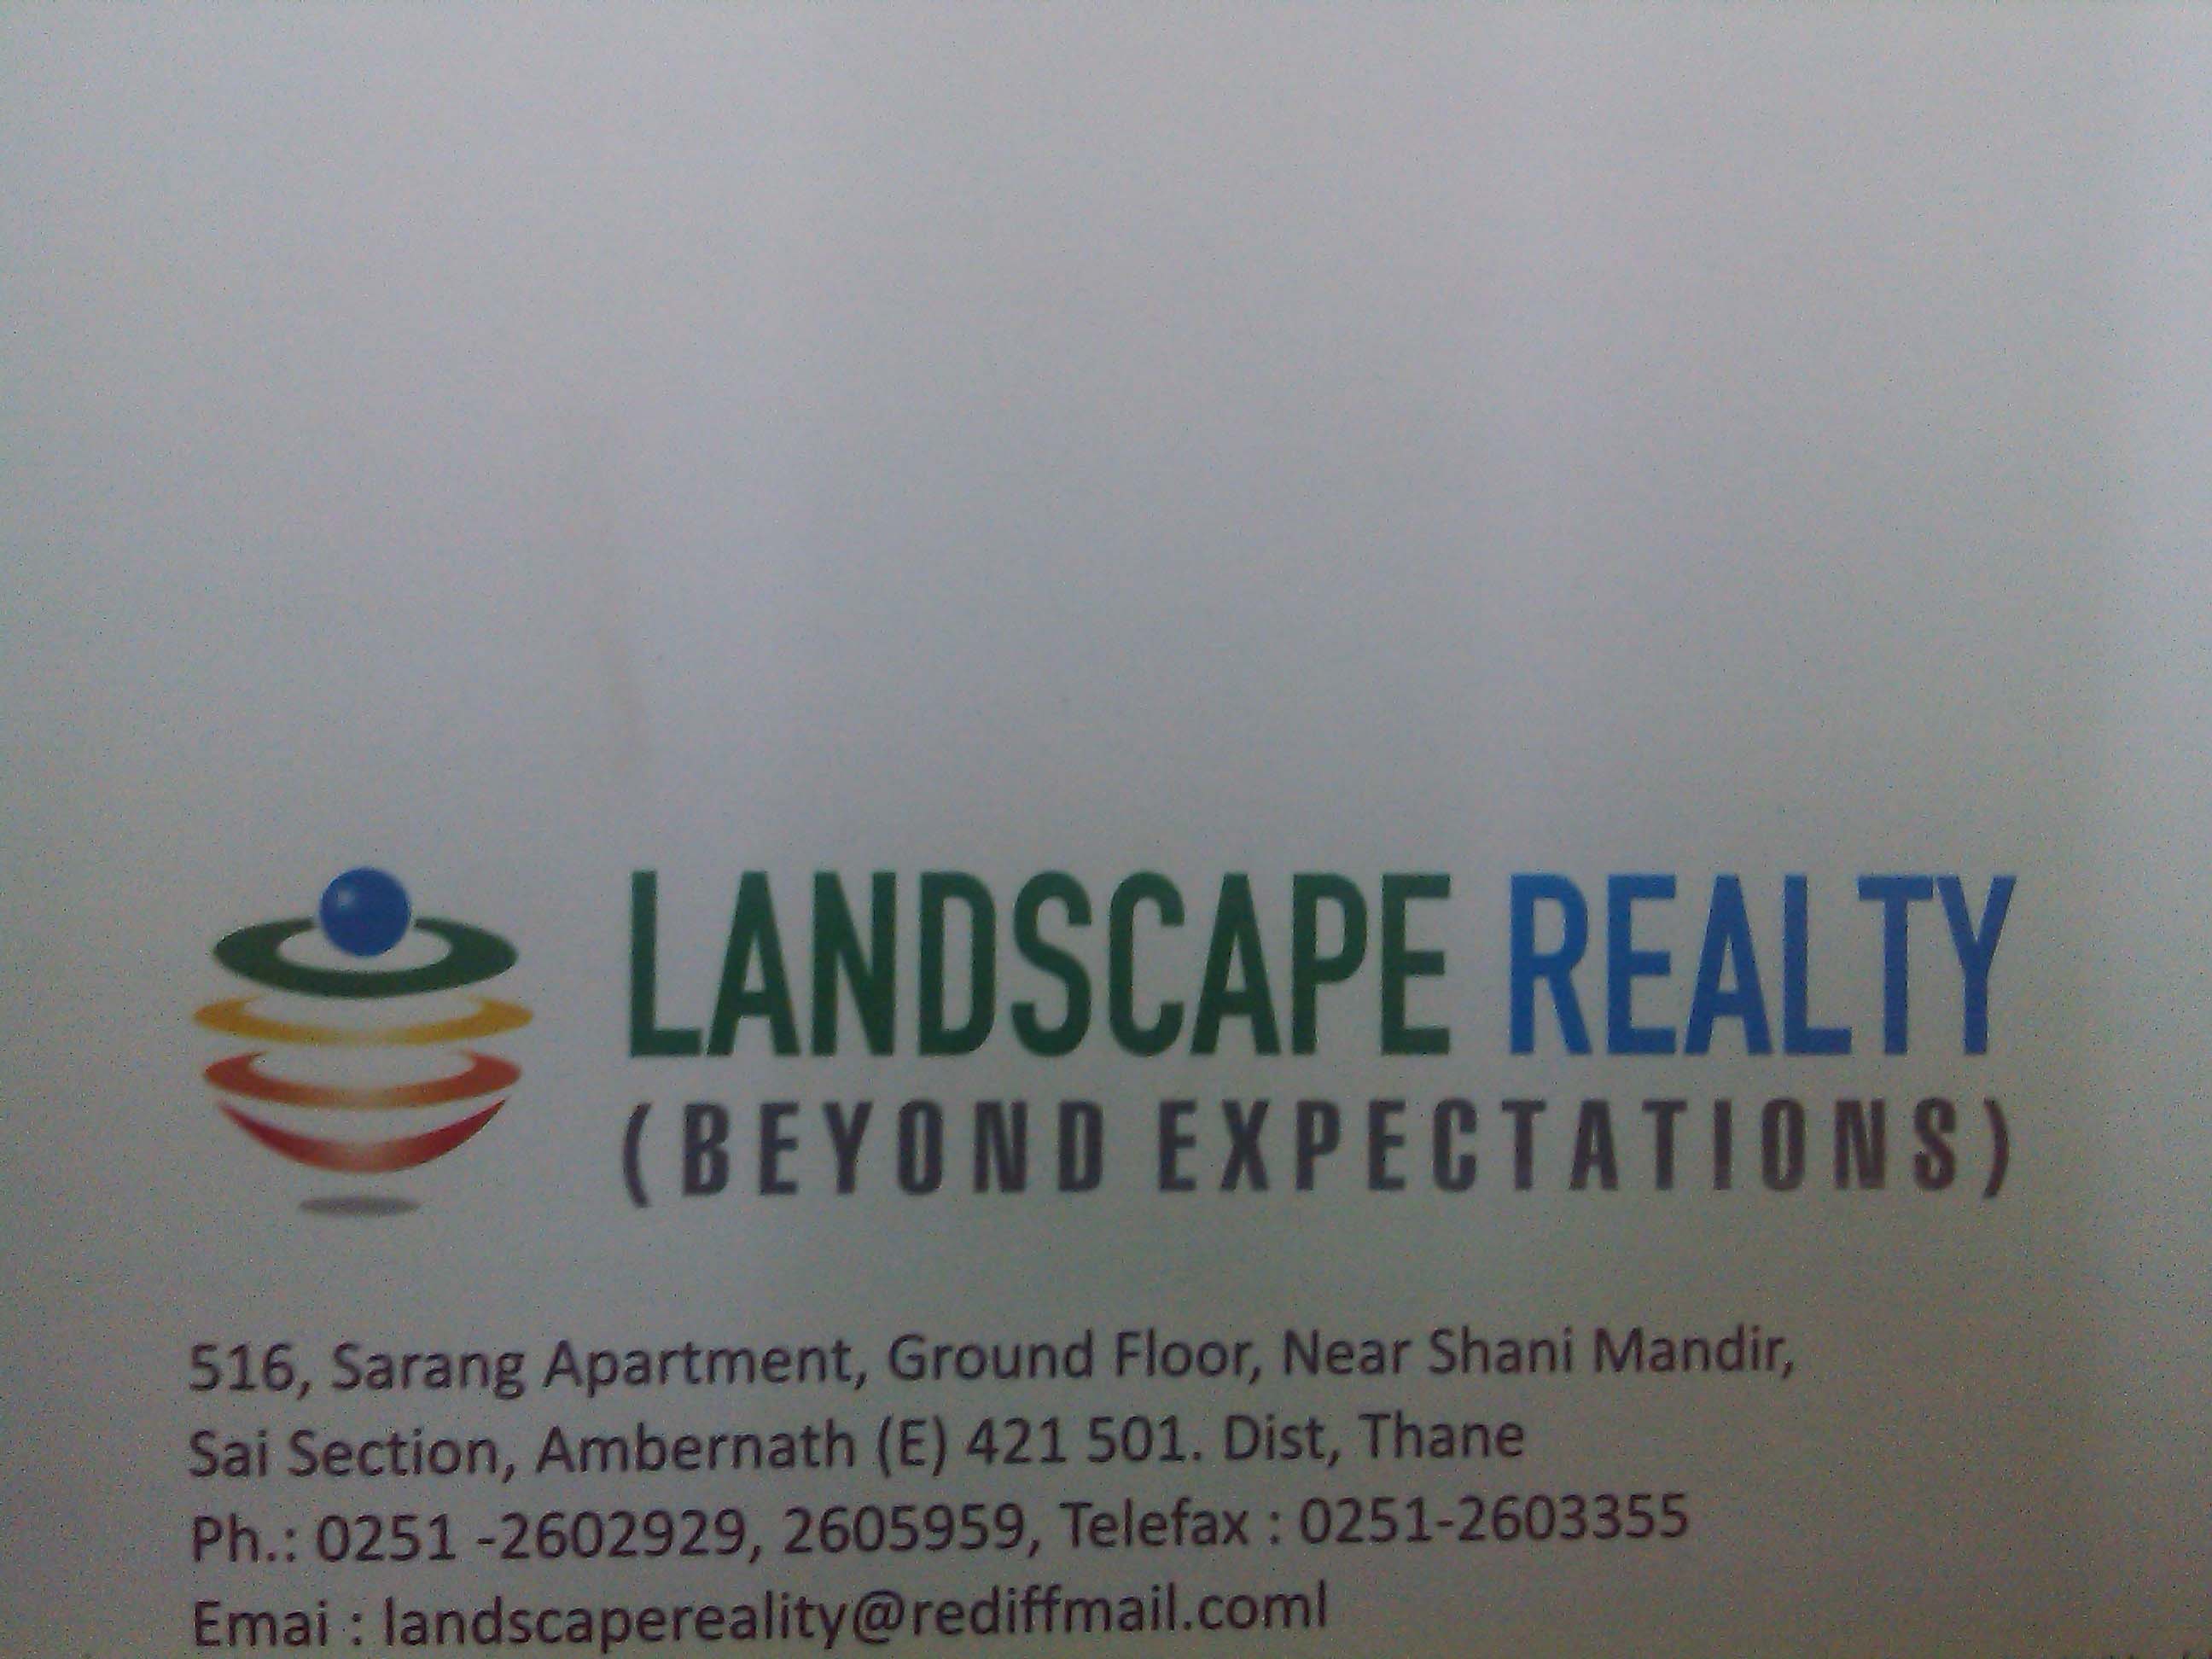 LANDSCAPE REALTY
(BEYOND EXPECTATIONS)
516, Sarang Apartment, Ground Floor, Near Shani Mandir,
Sai Section, Ambernath (E) 421 501. Dist, Thane
Ph.: 0251 -2602929, 2605959, Telefax : 0251-2603355
Emai : landscapereality@rediffmail.coml